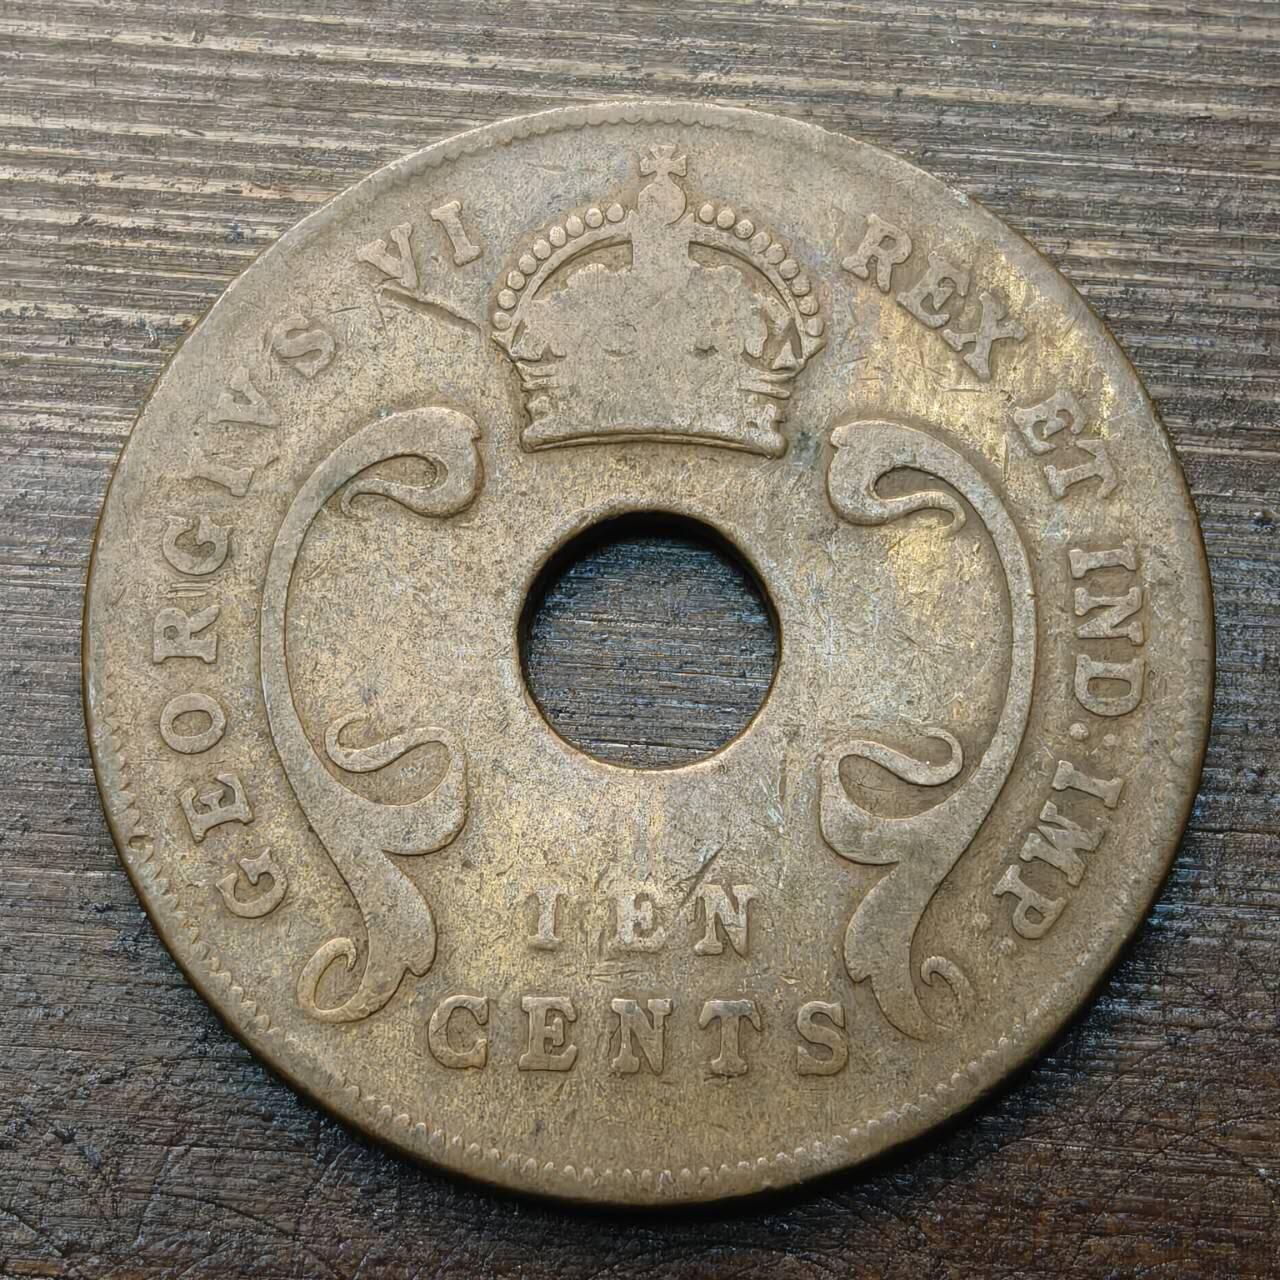 GEORGIVS VI REX ET IND: IMP.
TEN
CENTS